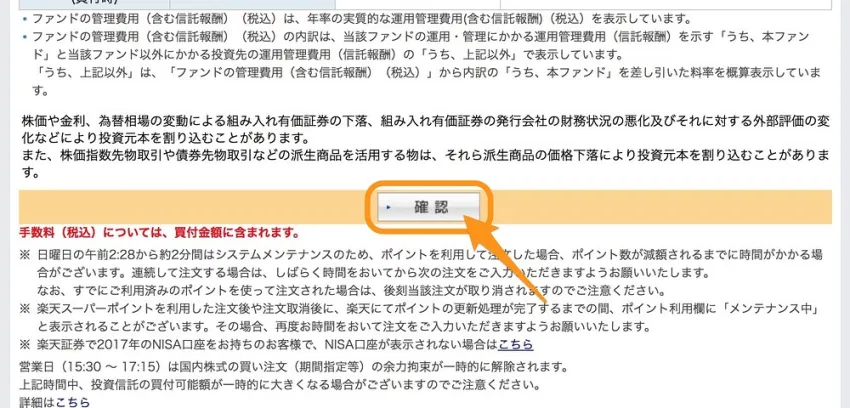 ・ファンドの管理費用（含む信託報酬）（税込）は、年率の実質的な運用管理費用(含む信託報酬)（税込）を表示しています。
・ファンドの管理費用（含む信託報酬）（税込）の内訳は、当該ファンドの運用・管理にかかる運用管理費用（信託報酬）を示す「うち、本ファン
ド」と当該ファンド以外にかかる投資先の運用管理費用（信託報酬）の「うち、上記以外」で表示しています。
「うち、上記以外」は、「ファンドの管理費用（含む信託報酬）（税込）」から内訳の「うち、本ファンド」を差し引いた料率を概算表示していま
す。
株価や金利、為替相場の変動による組み入れ有価証券の下落、組み入れ有価証券の発行会社の財務状況の悪化及びそれに対する外部評価の変
化などにより投資元本を割り込むことがあります。
また、株価指数先物取引や債券先物取引などの派生商品を活用する物は、それら派生商品の価格下落により投資元本を割り込むことがありま
す。
確認
手数料（税込）については、買付金額に含まれます。
※ 日曜日の午前2:28から約2分間はシステムメンテナンスのため、ポイントを利用して注文した場合、ポイント数が減額されるまでに時間がかかる場
合がございます。連続して注文する場合は、しばらく時間をおいてから次の注文をご入力いただきますようお願いいたします。
なお、すでにご利用済みのポイントを使って注文された場合は、後刻当該注文が取り消されますのでご注意ください。
※ 楽天スーパーポイントを利用した注文後や注文取消後に、楽天にてポイントの更新処理が完了するまでの間、ポイント利用欄に「メンテナンス中」
と表示されることがございます。その場合、再度お時間をおいて注文をご入力いただきますようお願いいたします。
※ 楽天証券で2017年のNISA口座をお持ちのお客様で、NISA口座が表示されない場合はこちら
営業日（15:30 ～ 17:15）は国内株式の買い注文（期間指定等）の余力拘束が一時的に解除されます。
上記時間中、投資信託の買付可能額が一時的に大きくなる場合がございますのでご注意ください。
詳細はこちら